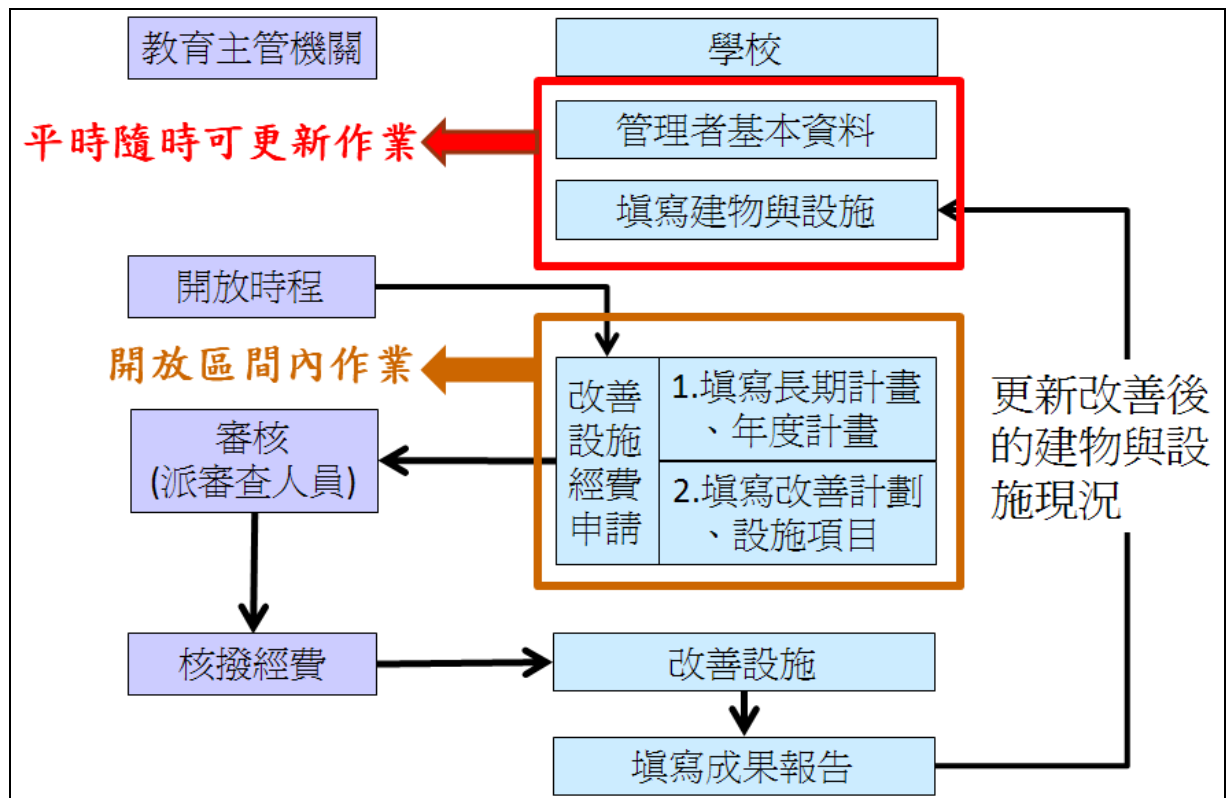 教育主管機關
學校
平時隨時可更新作業
管理者基本資料
填寫建物與設施
開放時程
開放區間內作業
改善
設施
經費
申請
1.填寫長期計畫
、年度計畫
2.填寫改善計劃
、設施項目
審核
(派審查人員)
更新改善後
的建物與設
施現況
核撥經費
改善設施
填寫成果報告